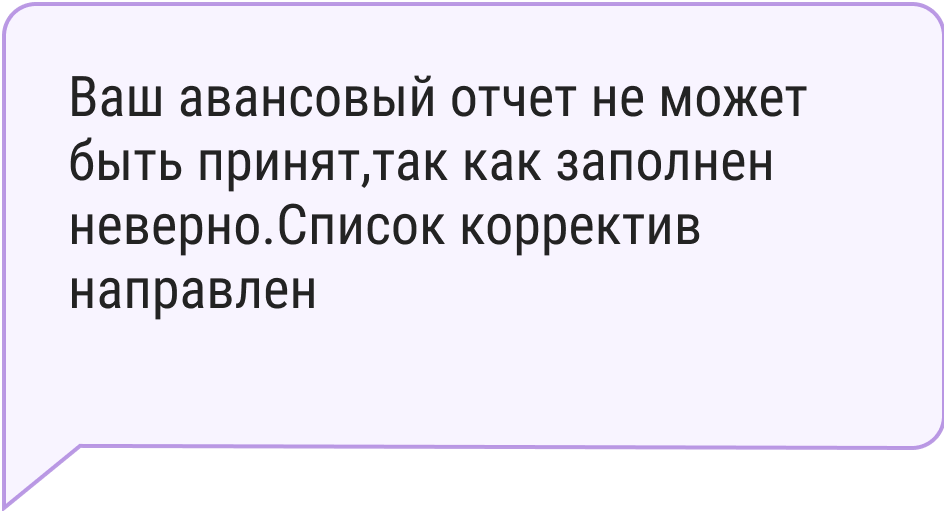 Ваш авансовый отчет не может
быть принят,так как заполнен
неверно.Список корректив
направлен